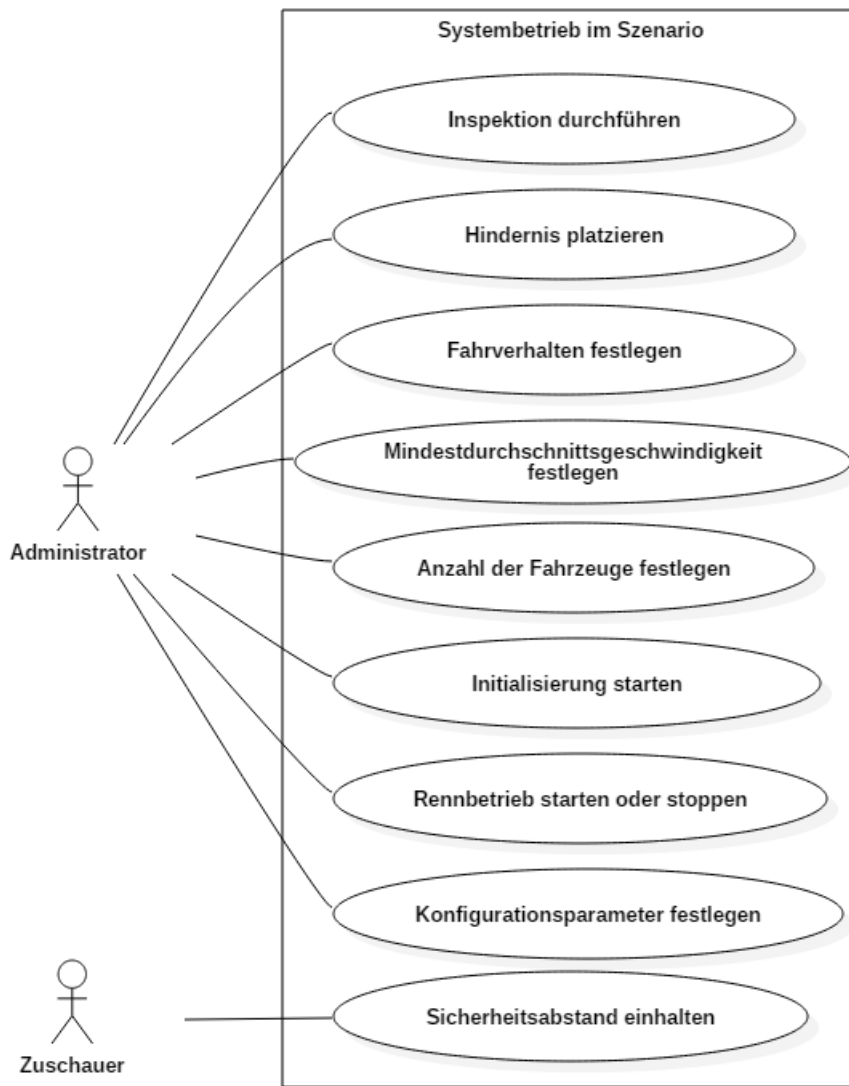 Systembetrieb im Szenario
Inspektion durchführen
Hindernis platzieren
Fahrverhalten festlegen
Mindestdurchschnittsgeschwindigkeit
festlegen
Administrator
Anzahl der Fahrzeuge festlegen
Initialisierung starten
Rennbetrieb starten oder stoppen
Konfigurationsparameter festlegen
Sicherheitsabstand einhalten
Zuschauer